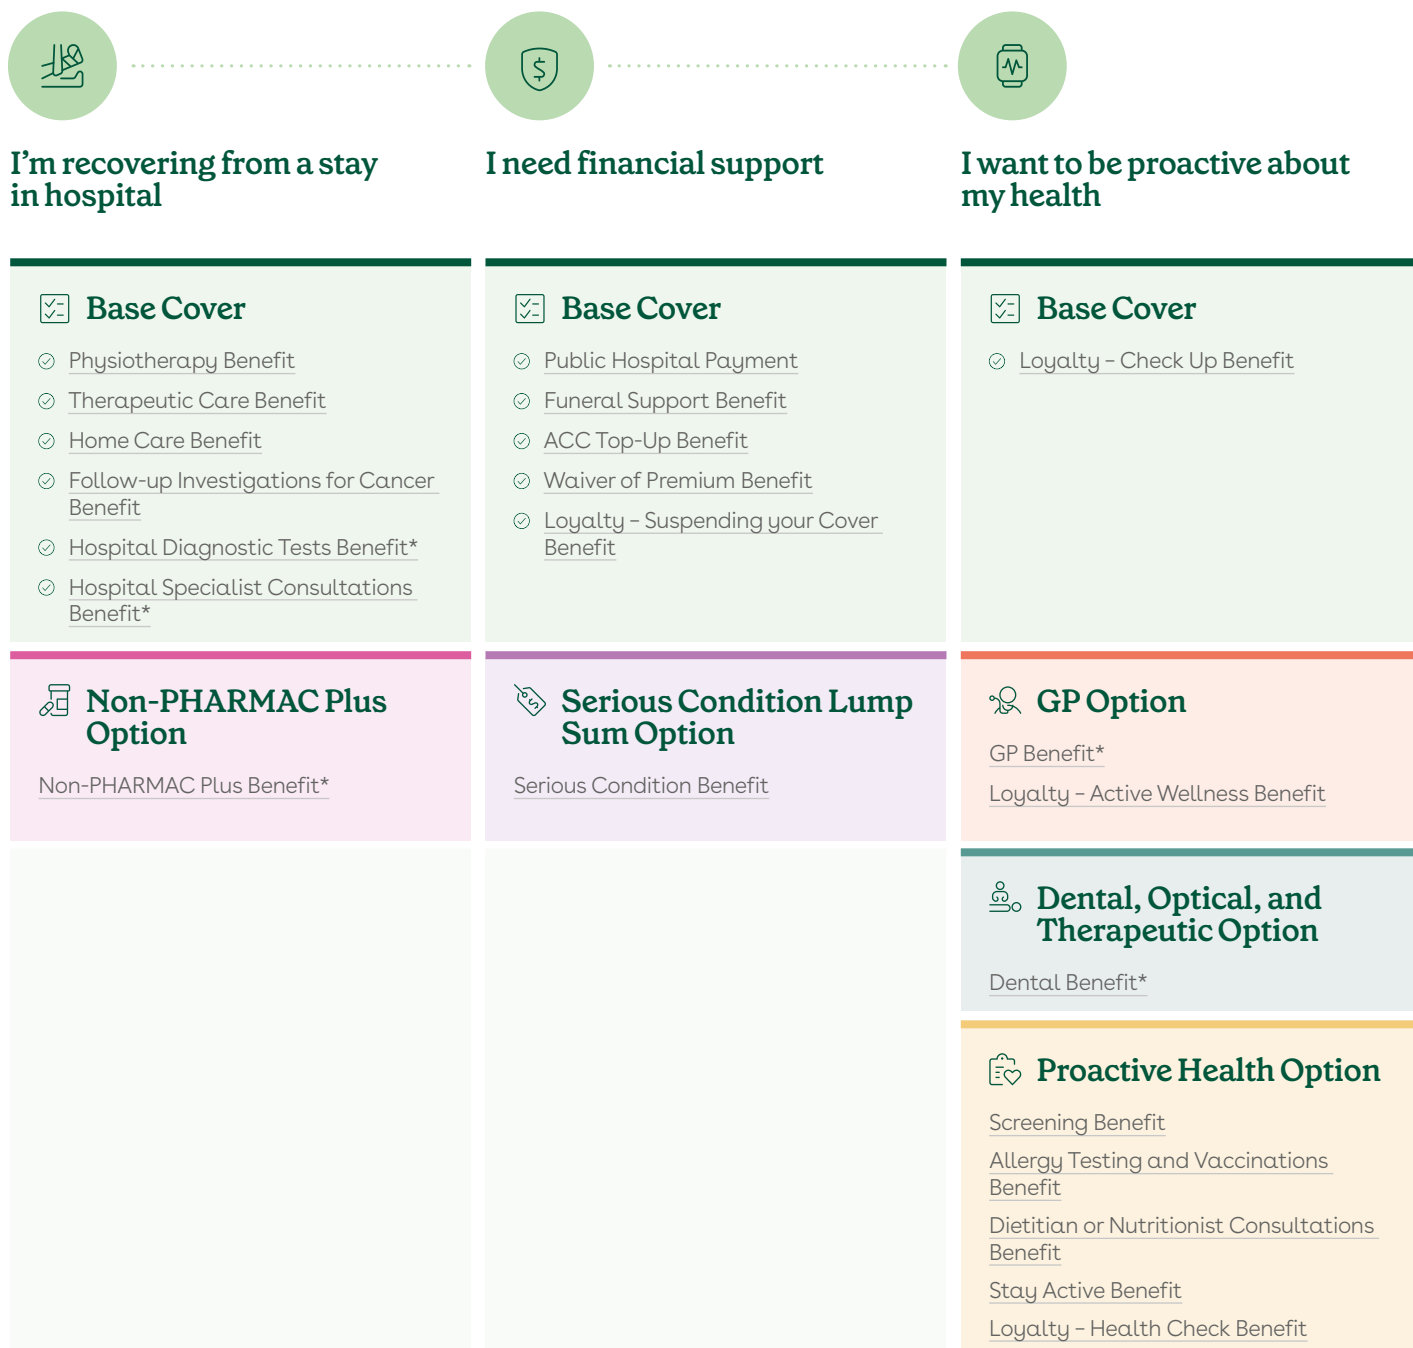 I'm recovering from a stay
in hospital
Base Cover
Physiotherapy Benefit
Therapeutic Care Benefit
Home Care Benefit
Follow-up Investigations for Cancer
Benefit
Hospital Diagnostic Tests Benefit*
Hospital Specialist Consultations
Benefit*
Non-PHARMAC Plus
Option
Non-PHARMAC Plus Benefit*
I need financial support
Base Cover
Public Hospital Payment
Funeral Support Benefit
ACC Top-Up Benefit
Waiver of Premium Benefit
Loyalty – Suspending your Cover
Benefit
Serious Condition Lump
Sum Option
Serious Condition Benefit
I want to be proactive about
my health
Base Cover
Loyalty – Check Up Benefit
GP Option
GP Benefit*
Loyalty – Active Wellness Benefit
Dental, Optical, and
Therapeutic Option
Dental Benefit*
Proactive Health Option
Screening Benefit
Allergy Testing and Vaccinations
Benefit
Dietitian or Nutritionist Consultations
Benefit
Stay Active Benefit
Loyalty – Health Check Benefit